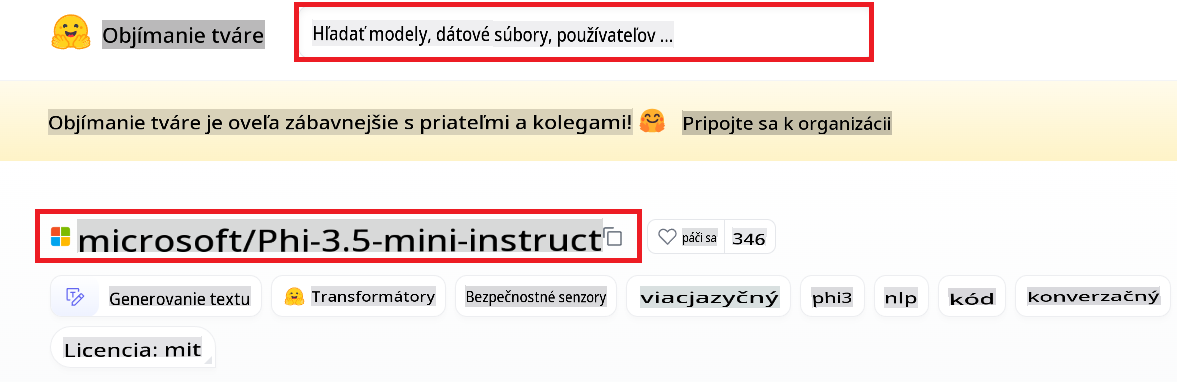 Objímanie tváre Hľadať modely, dátové súbory, používateľov ...
Objímanie tváre je oveľa zábavnejšie s priateľmi a kolegami! Pripojte sa k organizácii
microsoft/Phi-3.5-mini-instruct páči sa 346
Generovanie textu Transformátory Bezpečnostné senzory viacjazyčný phi3 nlp kód konverzačný
Licencia: mit